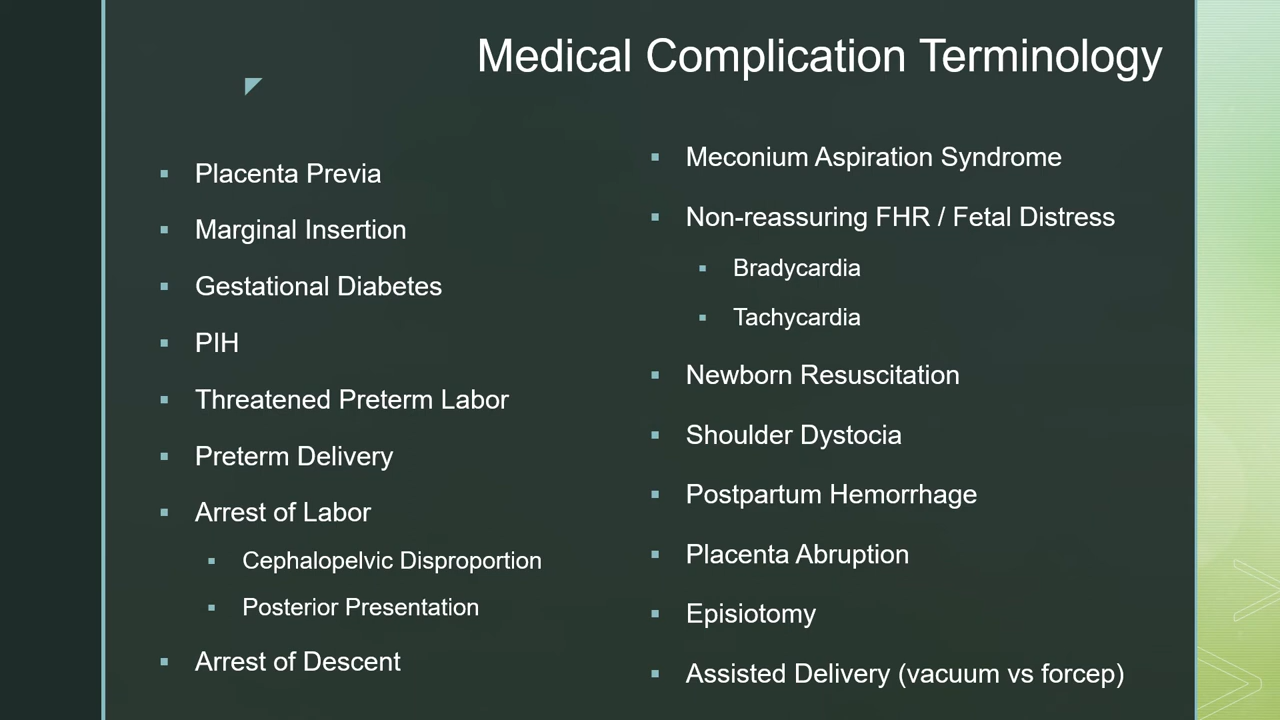 Medical Complication Terminology
Placenta Previa
Marginal Insertion
Gestational Diabetes
PIH
Threatened Preterm Labor
Preterm Delivery
Arrest of Labor
Cephalopelvic Disproportion
Posterior Presentation
Arrest of Descent
Meconium Aspiration Syndrome
Non-reassuring FHR / Fetal Distress
Bradycardia
Tachycardia
Newborn Resuscitation
Shoulder Dystocia
Postpartum Hemorrhage
Placenta Abruption
Episiotomy
Assisted Delivery (vacuum vs forcep)